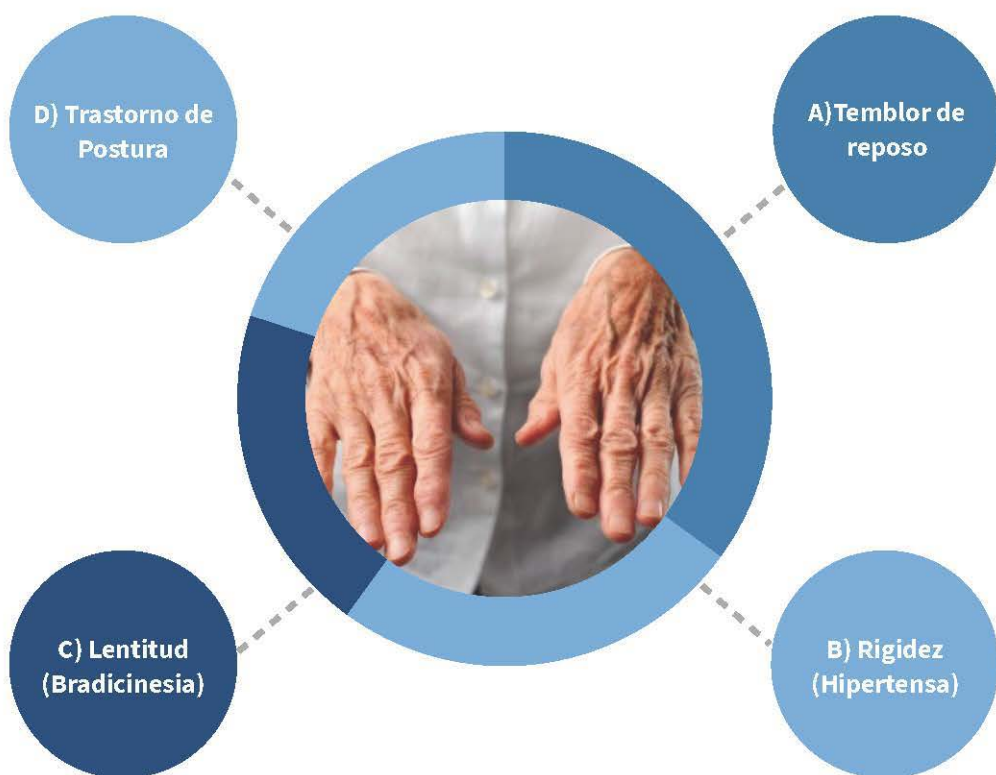 D) Trastorno de
Postura
A)Temblor de
reposo
C) Lentitud
(Bradicinesia)
B) Rigidez
(Hipertensa)